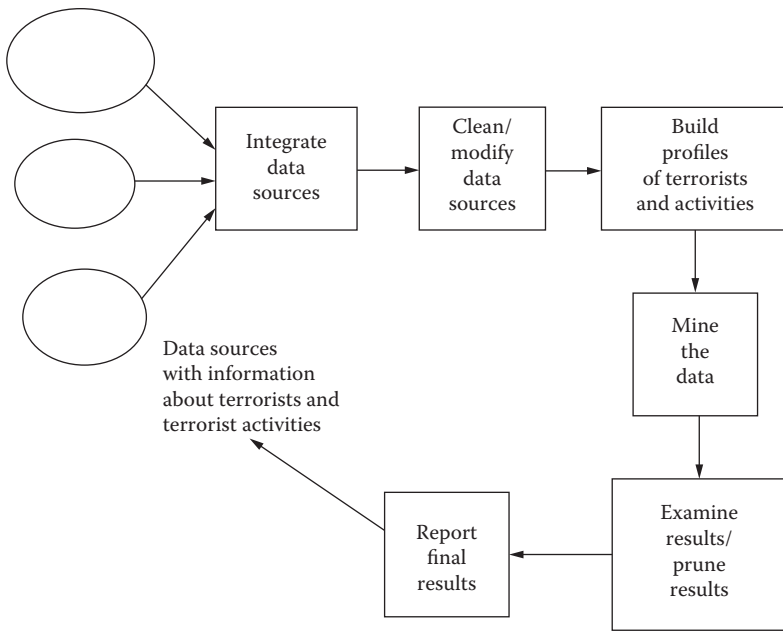 Integrate
data
sources
Clean/
modify
data
sources
Build
profiles
of terrorists
and activities
Mine
the
data
Data sources
with information
about terrorists and
terrorist activities
Report
final
results
Examine
results/
prune
results